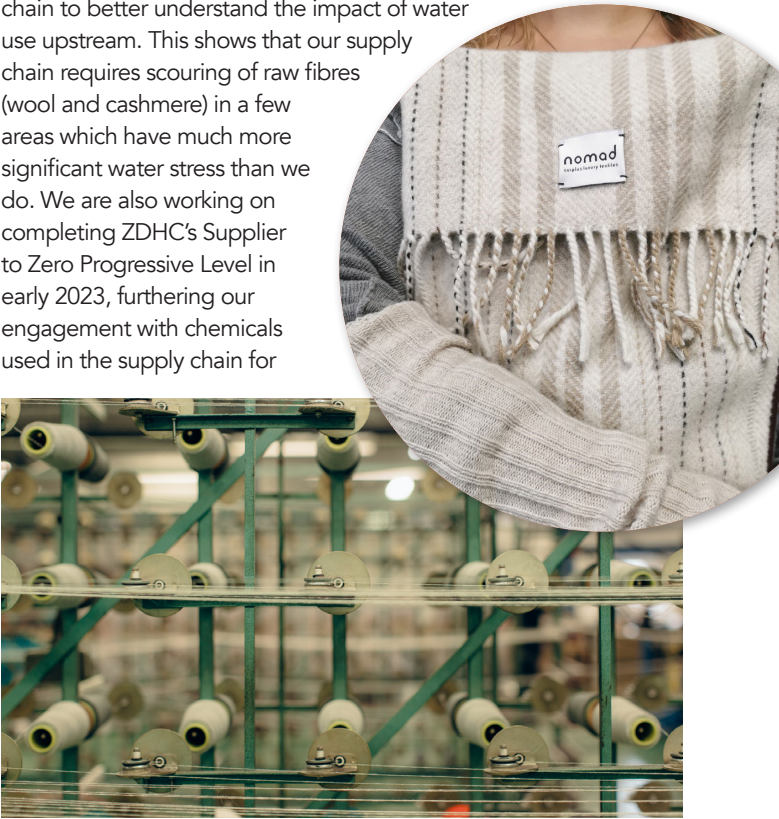 chain to better understand the impact of water
use upstream. This shows that our supply
chain requires scouring of raw fibres
(wool and cashmere) in a few
areas which have much more
significant water stress than we
do. We are also working on
completing ZDHC’s Supplier
to Zero Progressive Level in
early 2023, furthering our
engagement with chemicals
used in the supply chain for
nomad
surplus luxury textiles